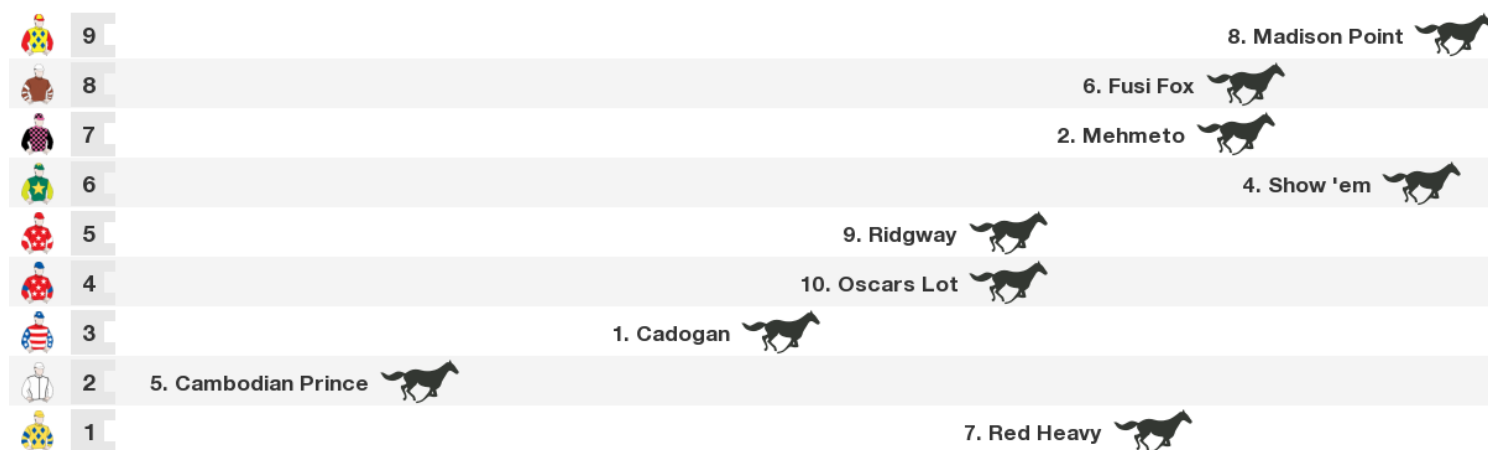 9 8. Madison Point
8 6. Fusi Fox
7 2. Mehmeto
6 4. Show 'em
5 9. Ridgway
4 10. Oscars Lot
3 1. Cadogan
2 5. Cambodian Prince
1 7. Red Heavy